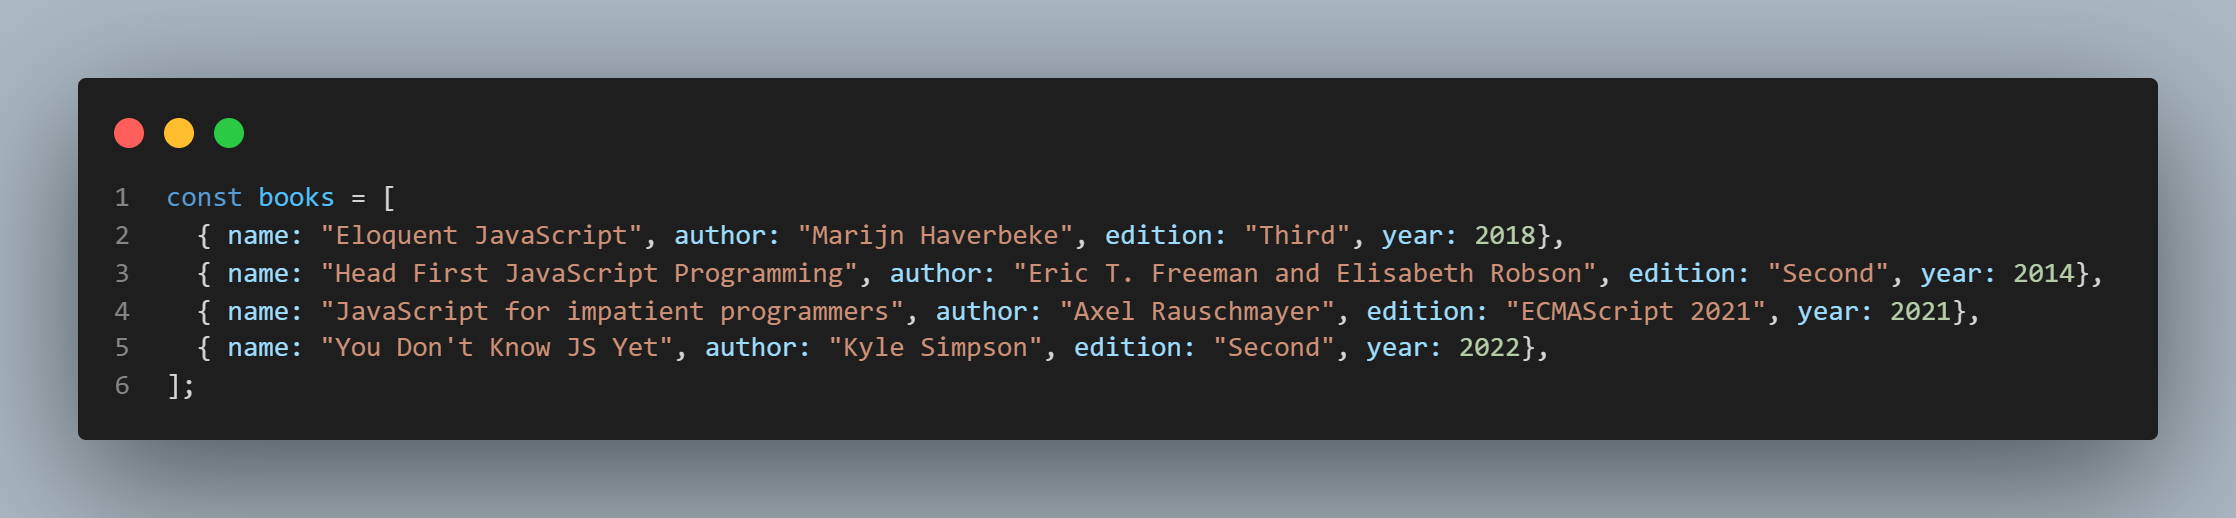 1 const books = [
2   { name: "Eloquent JavaScript", author: "Marijn Haverbeke", edition: "Third", year: 2018},
3   { name: "Head First JavaScript Programming", author: "Eric T. Freeman and Elisabeth Robson", edition: "Second", year: 2014},
4   { name: "JavaScript for impatient programmers", author: "Axel Rauschmayer", edition: "ECMAScript 2021", year: 2021},
5   { name: "You Don't Know JS Yet", author: "Kyle Simpson", edition: "Second", year: 2022},
6 ];